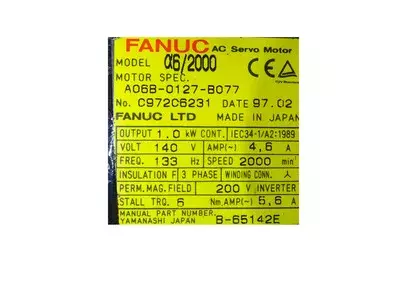 FANUC AC Servo Motor
MODEL α6/2000
MOTOR SPEC.
A06B-0127-B077
No. C972C6231 DATE 97.02
FANUC LTD MADE IN JAPAN
OUTPUT 1.0 kW CONT. IEC34-1/A2:1989
VOLT 140 V AMP(~) 4,6 A
FREQ. 133 Hz SPEED 2000 min⁻¹
INSULATION F 3 PHASE WINDING CONN. Y
PERM.MAG.FIELD 200 V INVERTER
STALL TRQ. 6 Nm.AMP(~) 5,6 A
MANUAL PART NUMBER
YAMANASHI JAPAN B-65142E